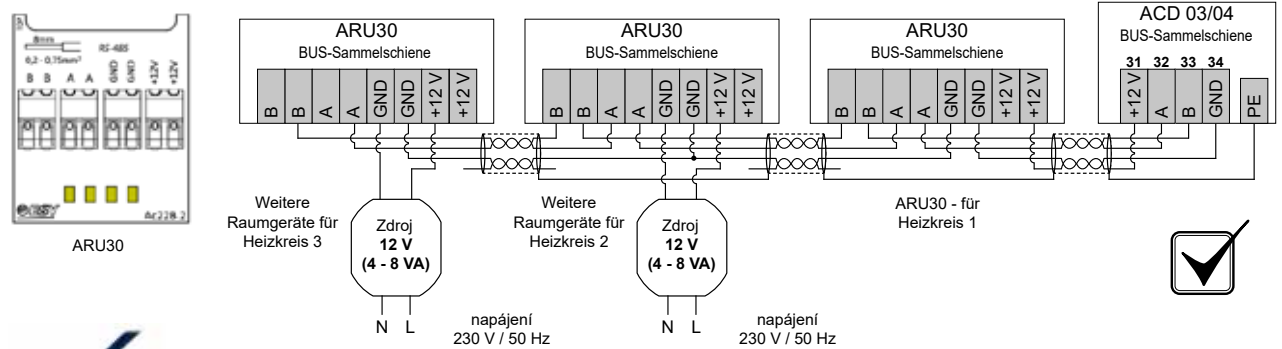 8mm
RS-485
0,2 - 0,75mm²
B B A A GND GND +12V +12V
Ar228.2
ARU30
ARU30
BUS-Sammelschiene
B B A A GND GND +12 V +12 V
Weitere
Raumgeräte für
Heizkreis 3
Zdroj
12 V
(4 - 8 VA)
N L
napájení
230 V / 50 Hz
ARU30
BUS-Sammelschiene
B B A A GND GND +12 V +12 V
Weitere
Raumgeräte für
Heizkreis 2
Zdroj
12 V
(4 - 8 VA)
N L
napájení
230 V / 50 Hz
ARU30
BUS-Sammelschiene
B B A A GND GND +12 V +12 V
ARU30 - für
Heizkreis 1
ACD 03/04
BUS-Sammelschiene
31 32 33 34
+12 V A B GND PE